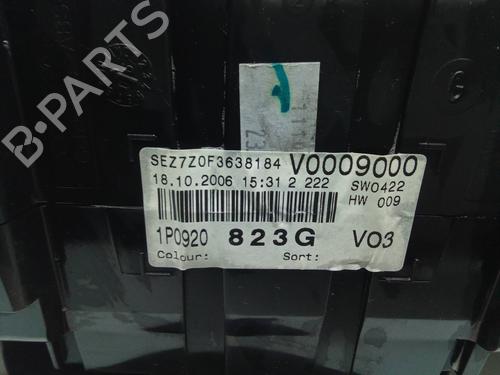 SEZ7Z0F3638184 V0009000
18.10.2006 15:31 2 222 SW0422
HW 009
1P0920 823G V03
Colour: Sort:
B-PARTS